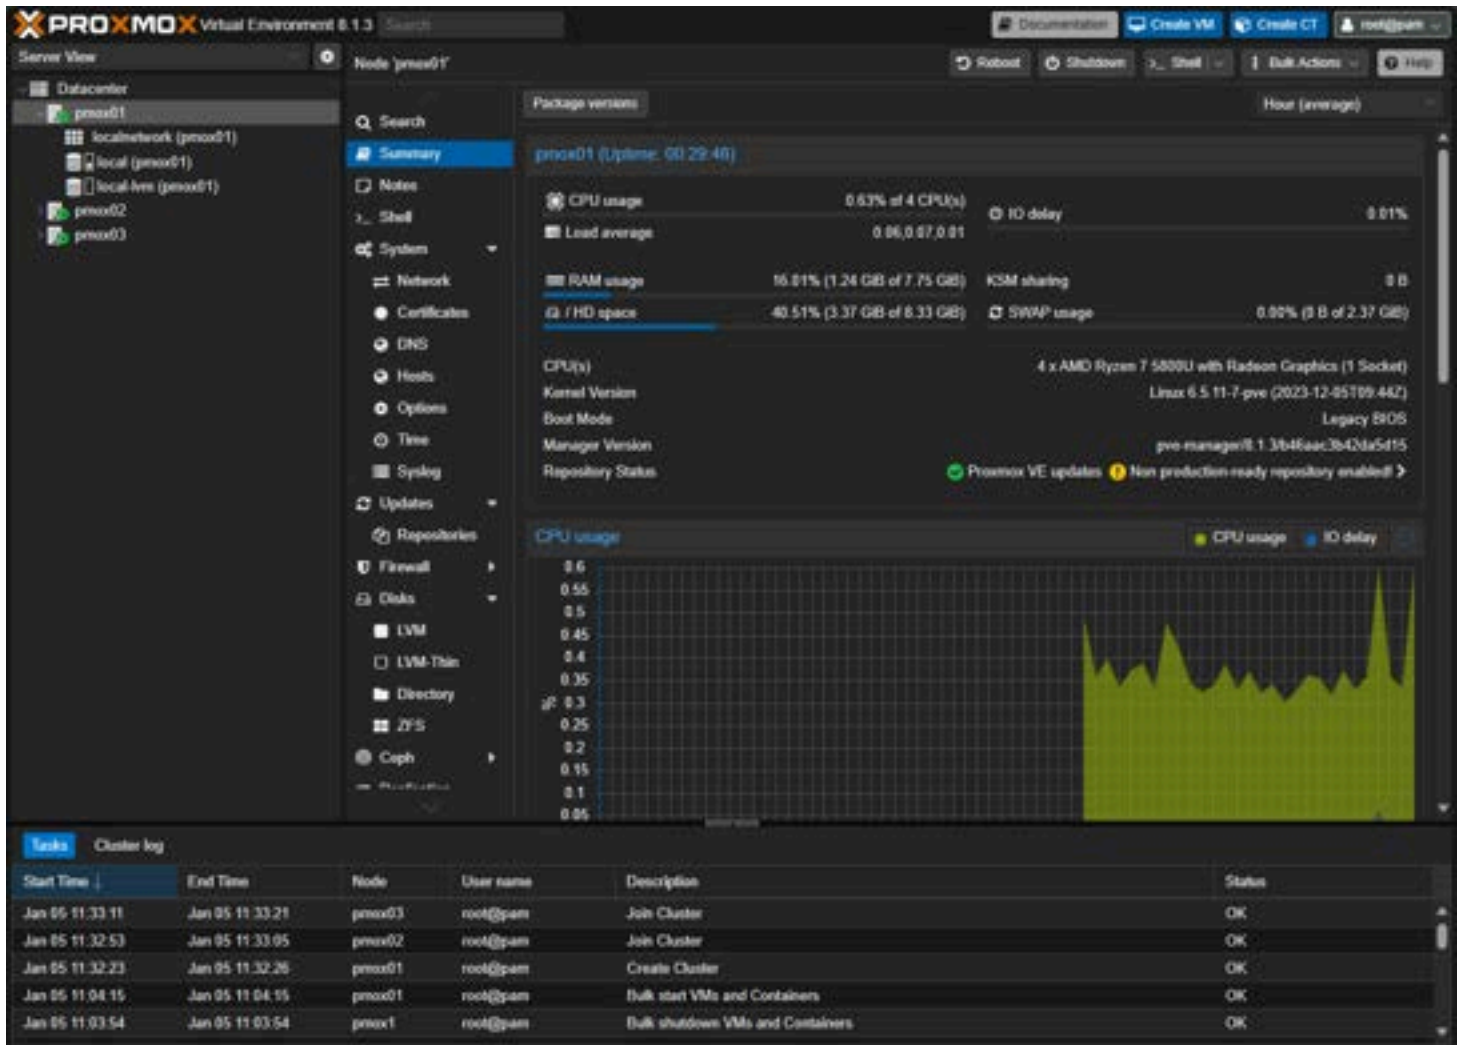 PROXMOX Virtual Environment 8.1.3 Search Documentation Create VM Create CT root@pam
Server View
Node 'pmox01' Reboot Shutdown Shell Bulk Actions Help
Datacenter
pmox01
localnetwork (pmox01)
local (pmox01)
local-lvm (pmox01)
pmox02
pmox03
Search
Summary
Notes
Shell
System
Network
Certificates
DNS
Hosts
Options
Time
Syslog
Updates
Repositories
Firewall
Disks
LVM
LVM-Thin
Directory
ZFS
Ceph
Package versions Hour (average)
pmox01 (Uptime: 00:29:46)
CPU usage 0.63% of 4 CPU(s)
IO delay 0.01%
Load average 0.06,0.07,0.01
RAM usage 16.01% (1.24 GiB of 7.75 GiB) KSM sharing 0 B
/ HD space 40.51% (3.37 GiB of 8.33 GiB) SWAP usage 0.00% (0 B of 2.37 GiB)
CPU(s) 4 x AMD Ryzen 7 5800U with Radeon Graphics (1 Socket)
Kernel Version Linux 6.5.11-7-pve (2023-12-05T09:44Z)
Boot Mode Legacy BIOS
Manager Version pve-manager/8.1.3/b46aac3b42da5d15
Repository Status Proxmox VE updates Non production-ready repository enabled!
CPU usage CPU usage IO delay
0.6
0.55
0.5
0.45
0.4
0.35
% 0.3
0.25
0.2
0.15
0.1
0.05
Tasks Cluster log
Start Time End Time Node User name Description Status
Jan 05 11:33:11 Jan 05 11:33:21 pmox03 root@pam Join Cluster OK
Jan 05 11:32:53 Jan 05 11:33:05 pmox02 root@pam Join Cluster OK
Jan 05 11:32:23 Jan 05 11:32:26 pmox01 root@pam Create Cluster OK
Jan 05 11:04:15 Jan 05 11:04:15 pmox01 root@pam Bulk start VMs and Containers OK
Jan 05 11:03:54 Jan 05 11:03:54 pmox1 root@pam Bulk shutdown VMs and Containers OK